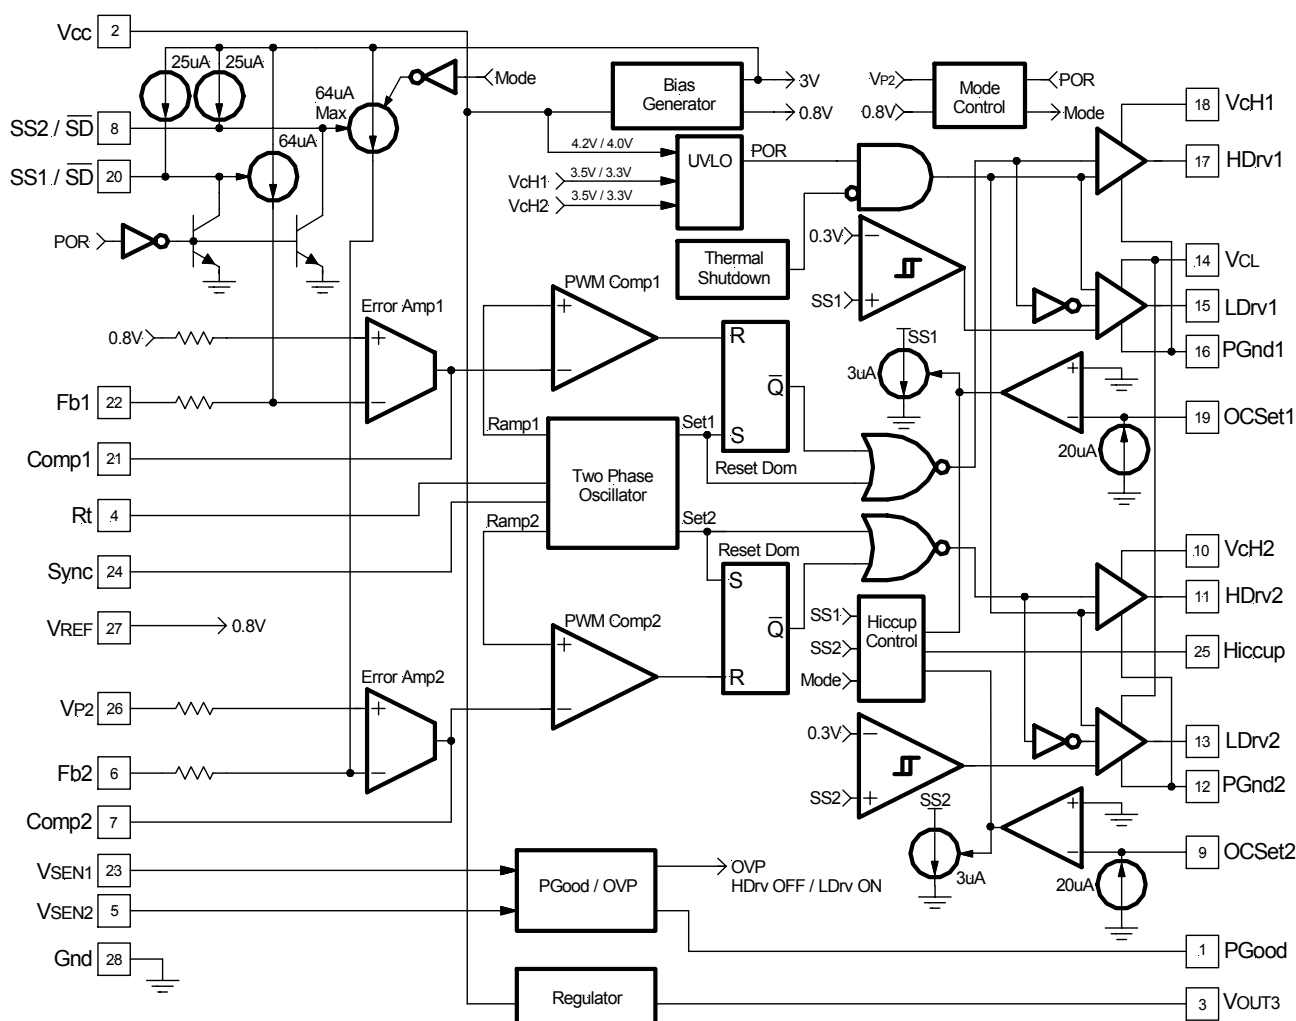 Vcc 2
25uA 25uA
64uA
Max
Mode
SS2 / SD 8
64uA
SS1 / SD 20
POR
Bias
Generator
3V
0.8V
VP2
0.8V
Mode
Control
POR
Mode
4.2V / 4.0V
UVLO
POR
VcH1 3.5V / 3.3V
VcH2 3.5V / 3.3V
Thermal
Shutdown
0.3V
SS1
18 VcH1
17 HDrv1
14 VCL
15 LDrv1
16 PGnd1
Error Amp1
0.8V
Fb1 22
Comp1 21
PWM Comp1
R
Q
S
Reset Dom
Ramp1
Set1
Two Phase
Oscillator
Ramp2
Set2
Rt 4
Sync 24
VREF 27
0.8V
SS1
3uA
19 OCSet1
20uA
Reset Dom
S
Q
R
PWM Comp2
Error Amp2
VP2 26
Fb2 6
Comp2 7
SS1
SS2
Mode
Hiccup
Control
10 VcH2
11 HDrv2
25 Hiccup
13 LDrv2
12 PGnd2
0.3V
SS2
SS2
3uA
9 OCSet2
20uA
VSEN1 23
VSEN2 5
PGood / OVP
OVP
HDrv OFF / LDrv ON
1 PGood
Gnd 28
Regulator
3 VOUT3